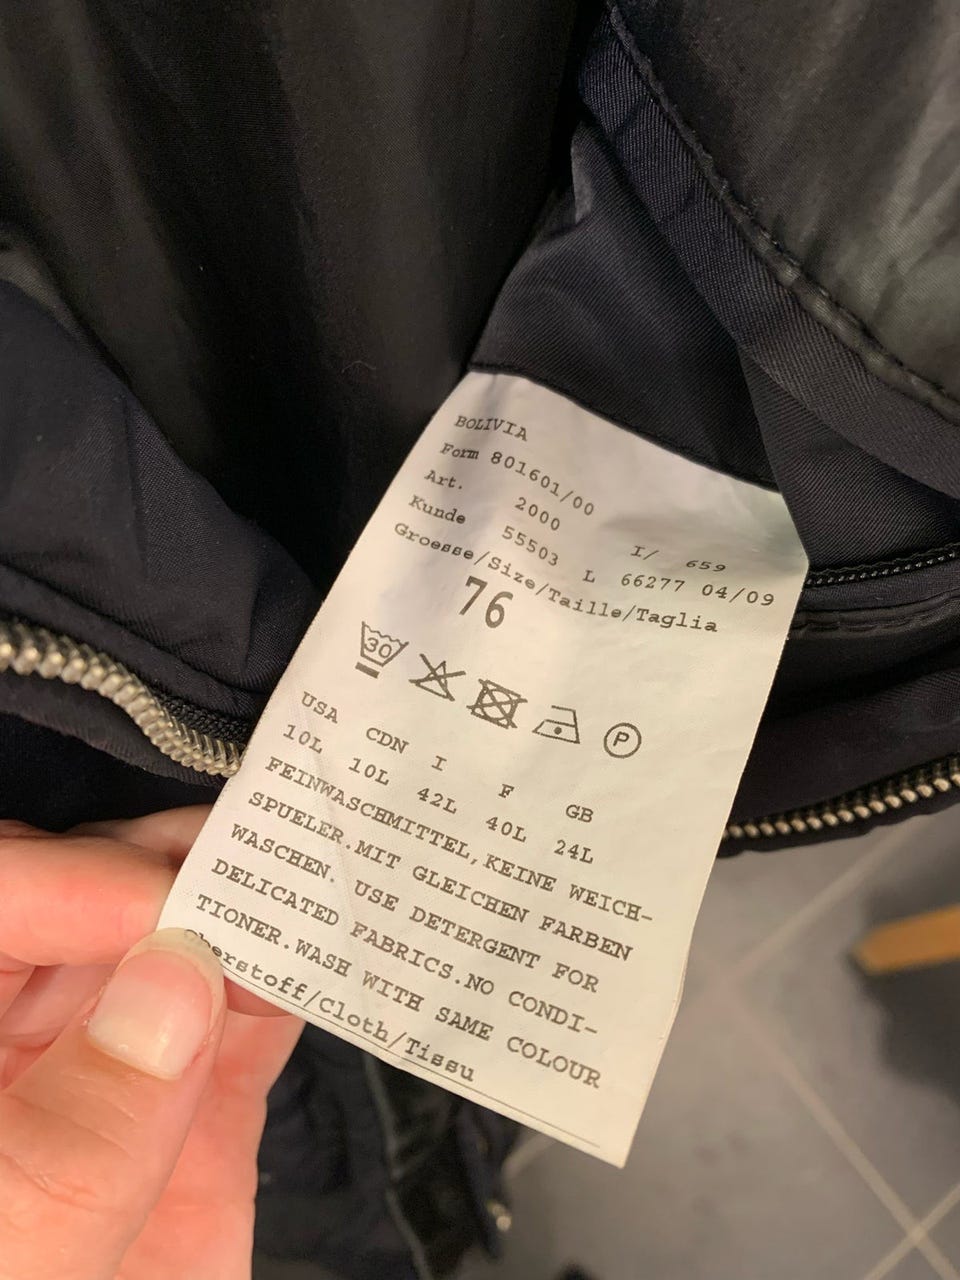 BOLIVIA
Form 801601/00
Art. 2000 I/ 659
Kunde 55503 L 66277 04/09
Groesse/Size/Taille/Taglia
76
30
P
USA CDN I F GB
10L 10L 42L 40L 24L
FEINWASCHMITTEL,KEINE WEICH-
SPUELER.MIT GLEICHEN FARBEN
WASCHEN. USE DETERGENT FOR
DELICATED FABRICS.NO CONDI-
TIONER.WASH WITH SAME COLOUR
Oberstoff/Cloth/Tissu